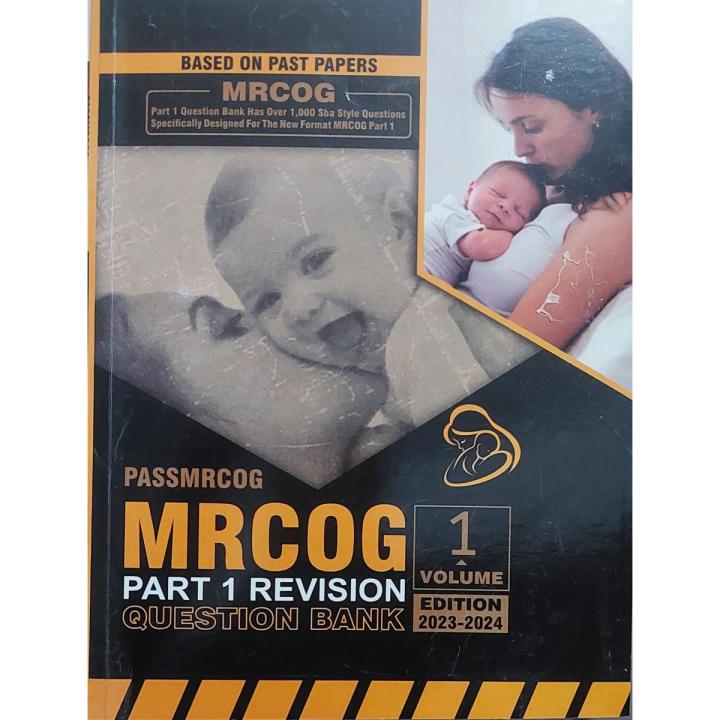 BASED ON PAST PAPERS
MRCOG
Part 1 Question Bank Has Over 1,000 Sba Style Questions
Specifically Designed For The New Format MRCOG Part 1
PASSMRCOG
MRCOG
PART 1 REVISION
QUESTION BANK
1
VOLUME
EDITION
2023-2024